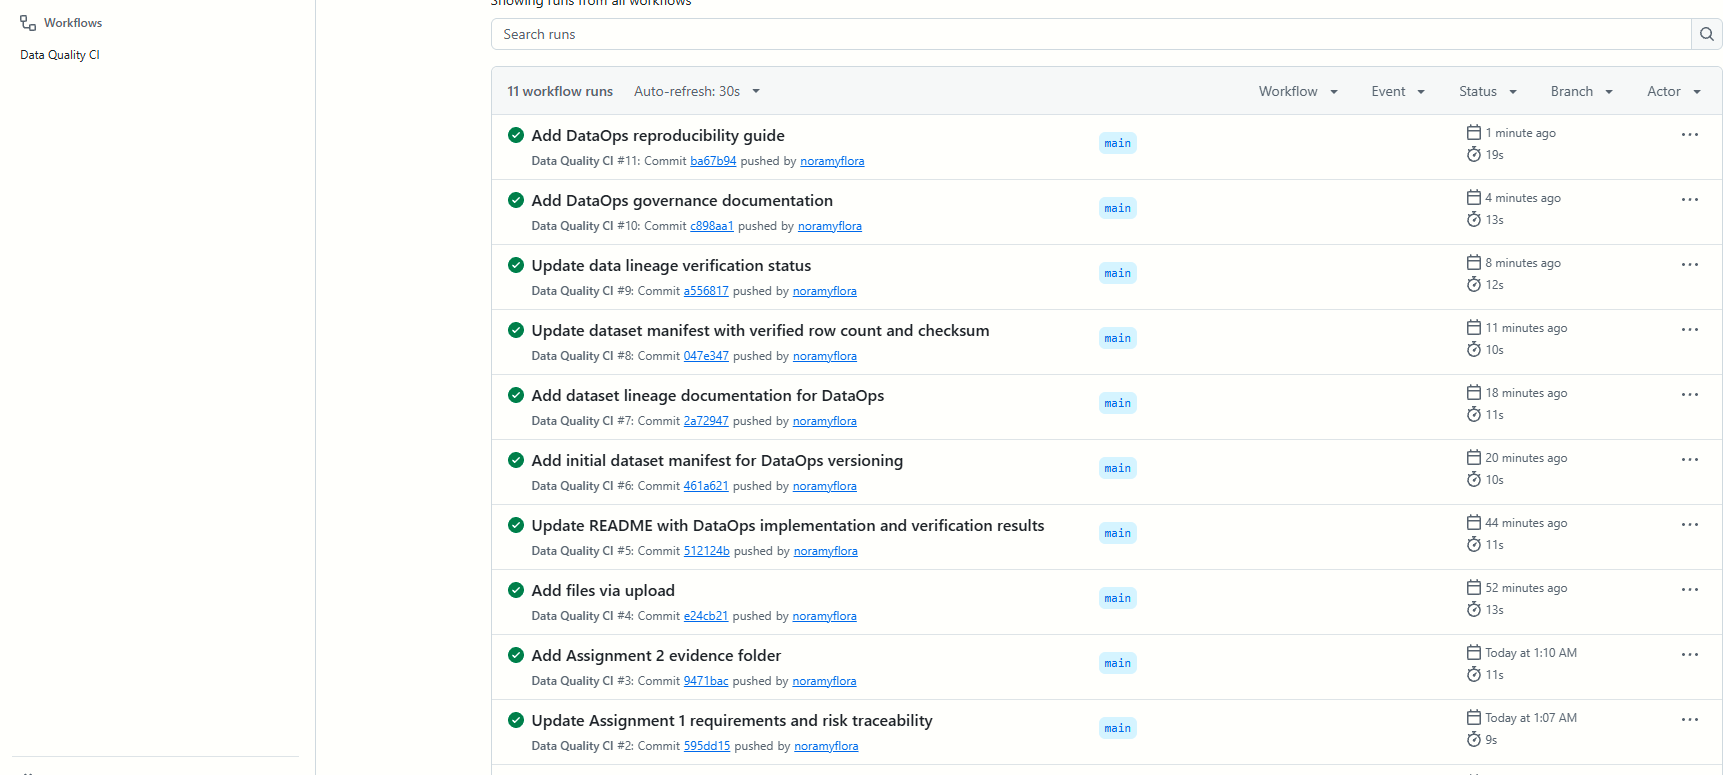 Workflows
Data Quality CI
Showing runs from all workflows
Search runs
11 workflow runs Auto-refresh: 30s Workflow Event Status Branch Actor
Add DataOps reproducibility guide
main
1 minute ago
Data Quality CI #11: Commit ba67b94 pushed by noramyflora
19s
Add DataOps governance documentation
main
4 minutes ago
Data Quality CI #10: Commit c898aa1 pushed by noramyflora
13s
Update data lineage verification status
main
8 minutes ago
Data Quality CI #9: Commit a556817 pushed by noramyflora
12s
Update dataset manifest with verified row count and checksum
main
11 minutes ago
Data Quality CI #8: Commit 047e347 pushed by noramyflora
10s
Add dataset lineage documentation for DataOps
main
18 minutes ago
Data Quality CI #7: Commit 2a72947 pushed by noramyflora
11s
Add initial dataset manifest for DataOps versioning
main
20 minutes ago
Data Quality CI #6: Commit 461a621 pushed by noramyflora
10s
Update README with DataOps implementation and verification results
main
44 minutes ago
Data Quality CI #5: Commit 512124b pushed by noramyflora
11s
Add files via upload
main
52 minutes ago
Data Quality CI #4: Commit e24cb21 pushed by noramyflora
13s
Add Assignment 2 evidence folder
main
Today at 1:10 AM
Data Quality CI #3: Commit 9471bac pushed by noramyflora
11s
Update Assignment 1 requirements and risk traceability
main
Today at 1:07 AM
Data Quality CI #2: Commit 595dd15 pushed by noramyflora
9s